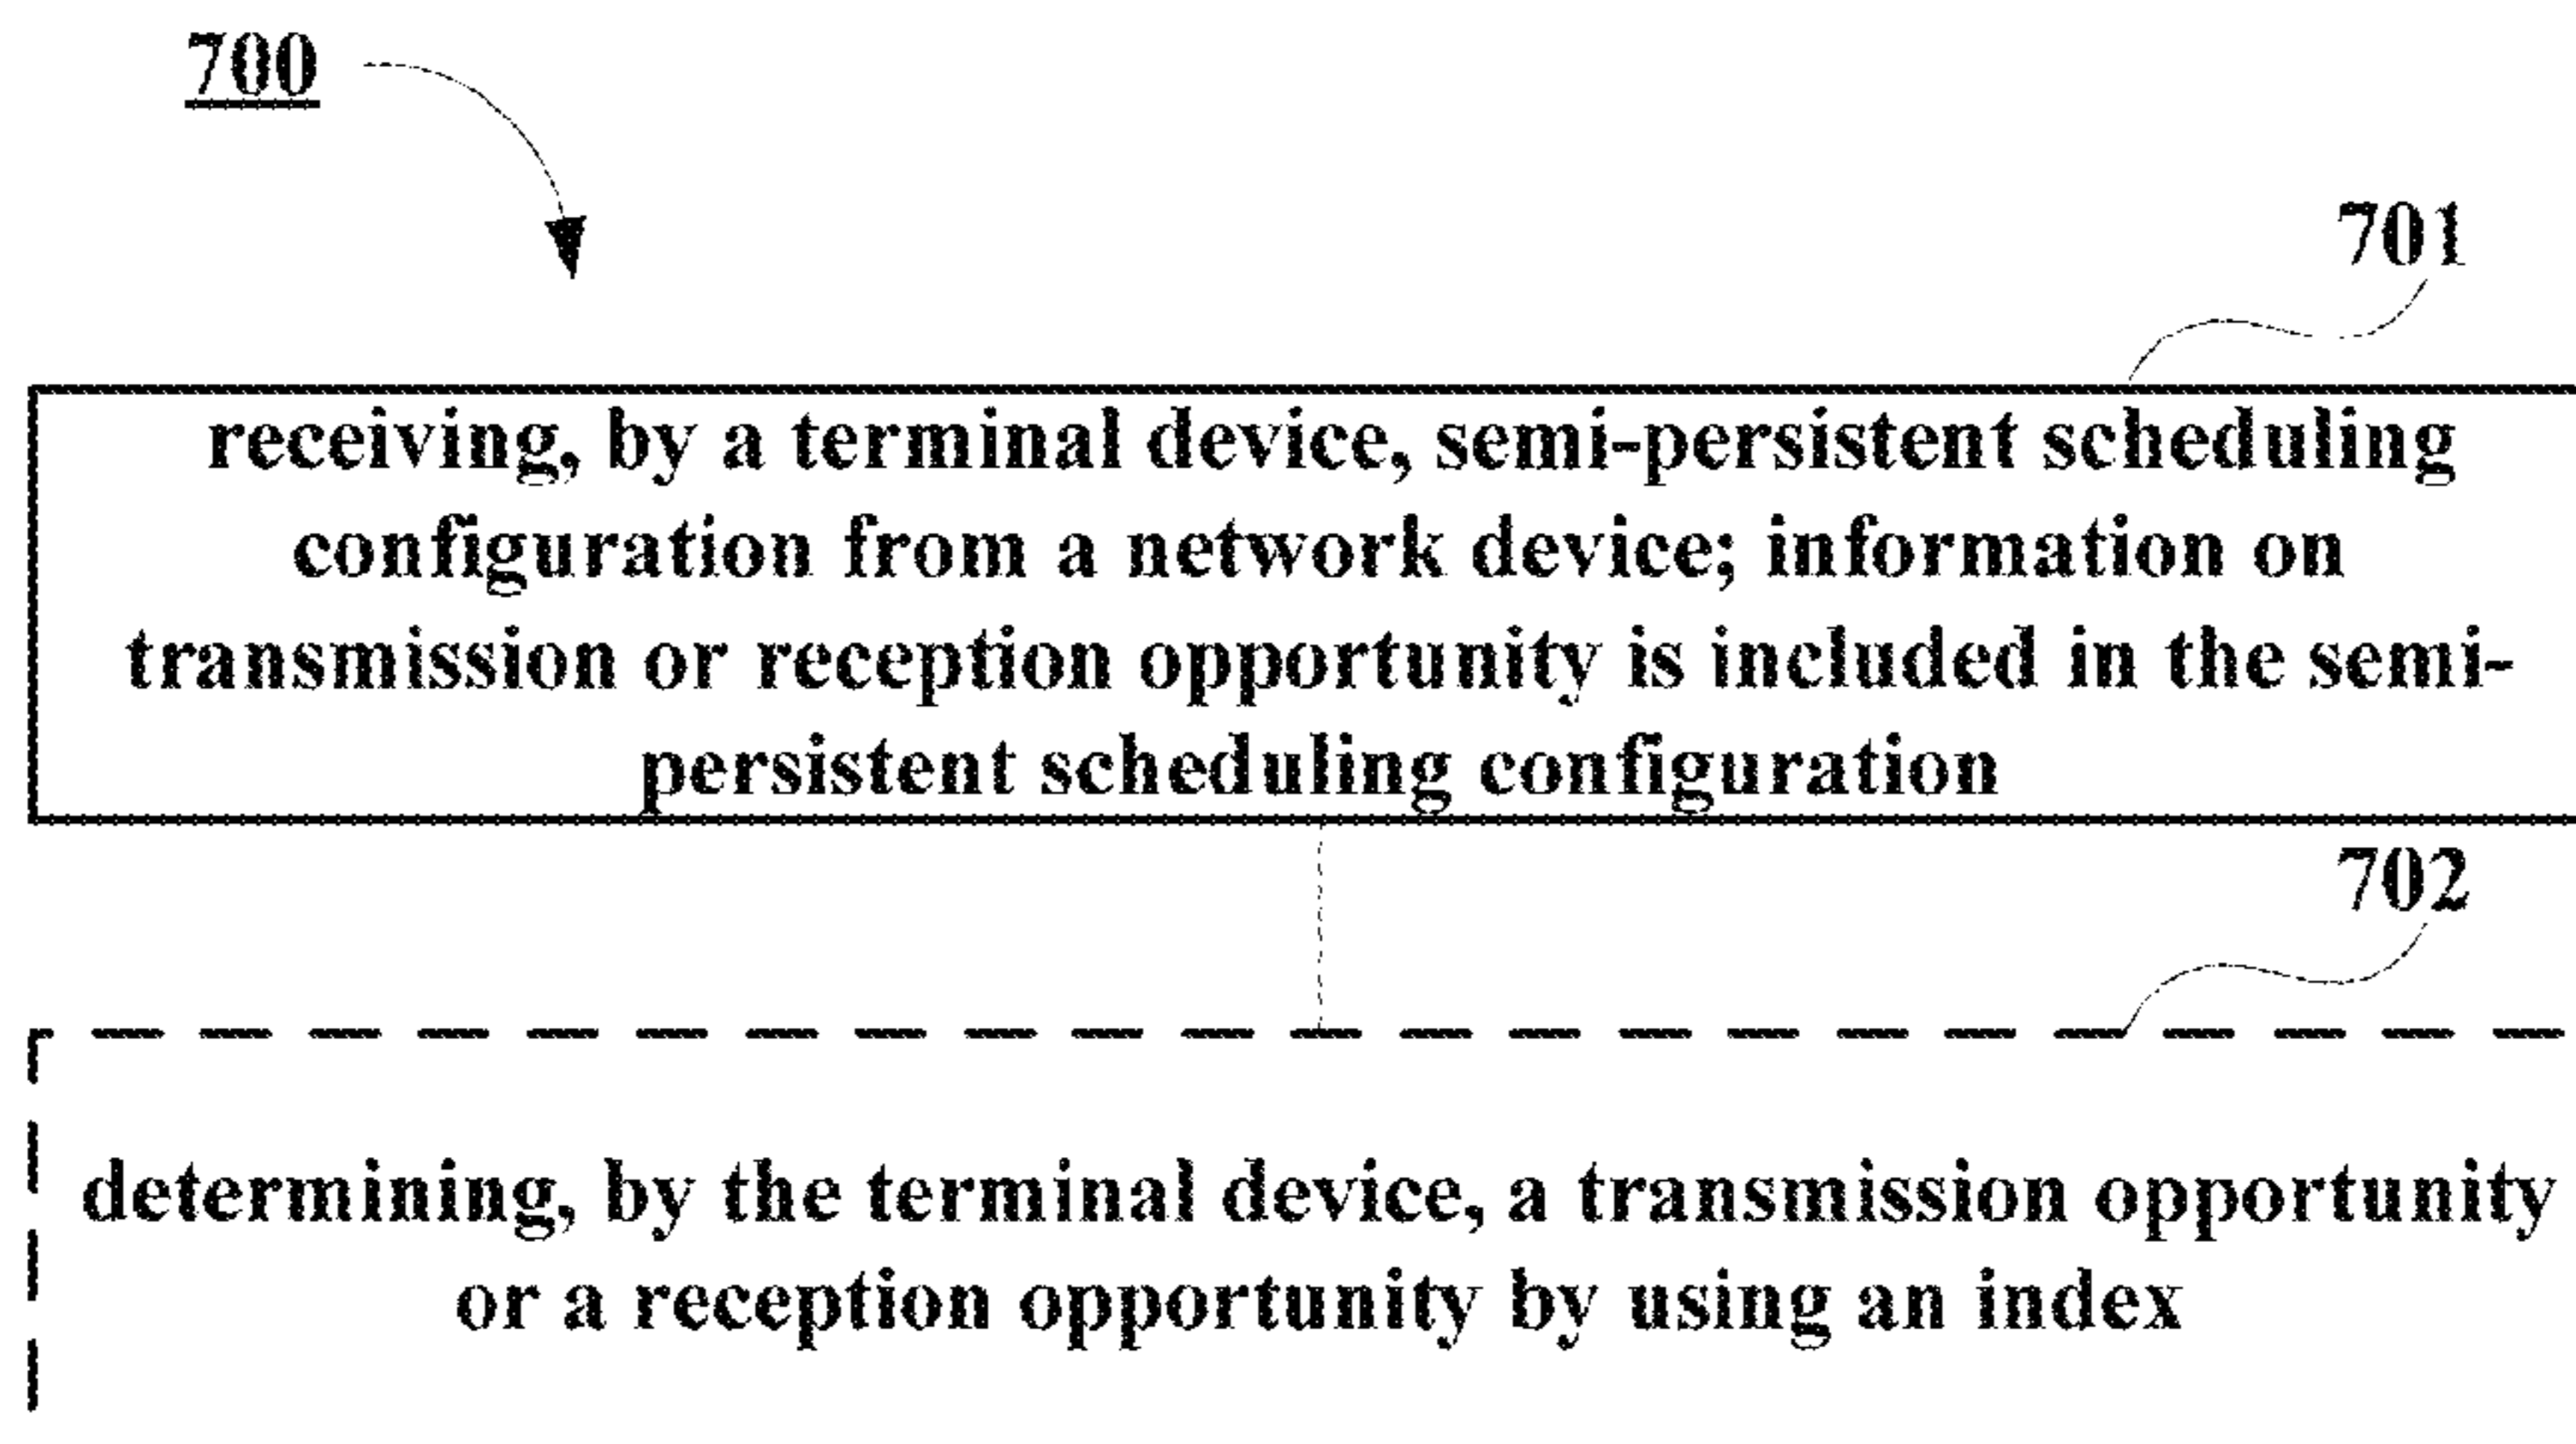 700
701
receiving, by a terminal device, semi-persistent scheduling
configuration from a network device; information on
transmission or reception opportunity is included in the semi-
persistent scheduling configuration
702
determining, by the terminal device, a transmission opportunity
or a reception opportunity by using an index